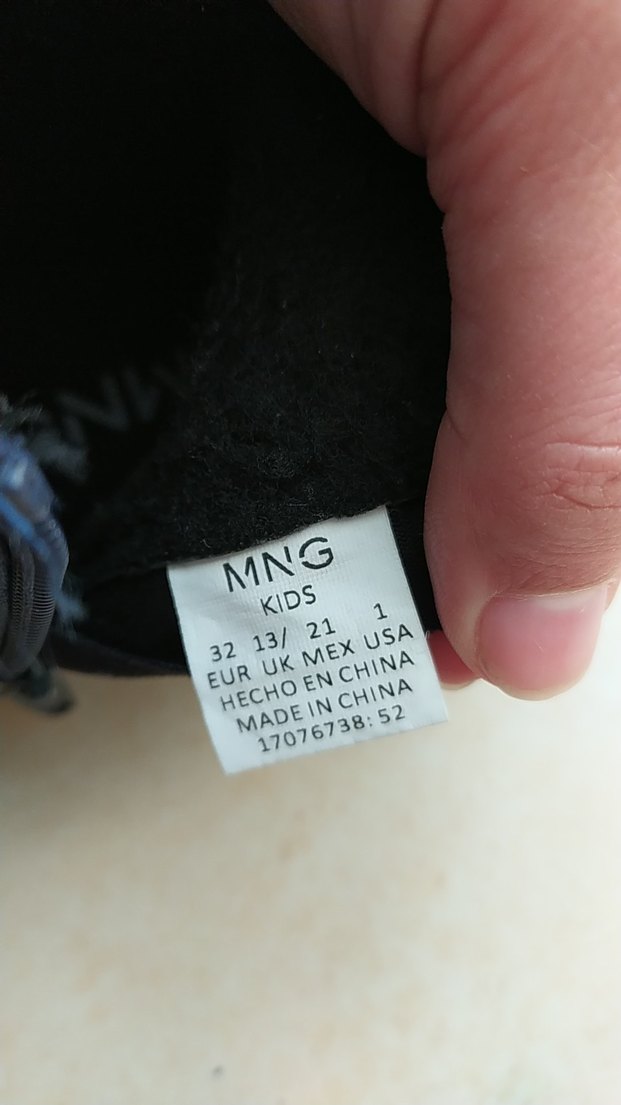 MNG
KIDS
32 13/ 21 1
EUR UK MEX USA
HECHO EN CHINA
MADE IN CHINA
17076738: 52